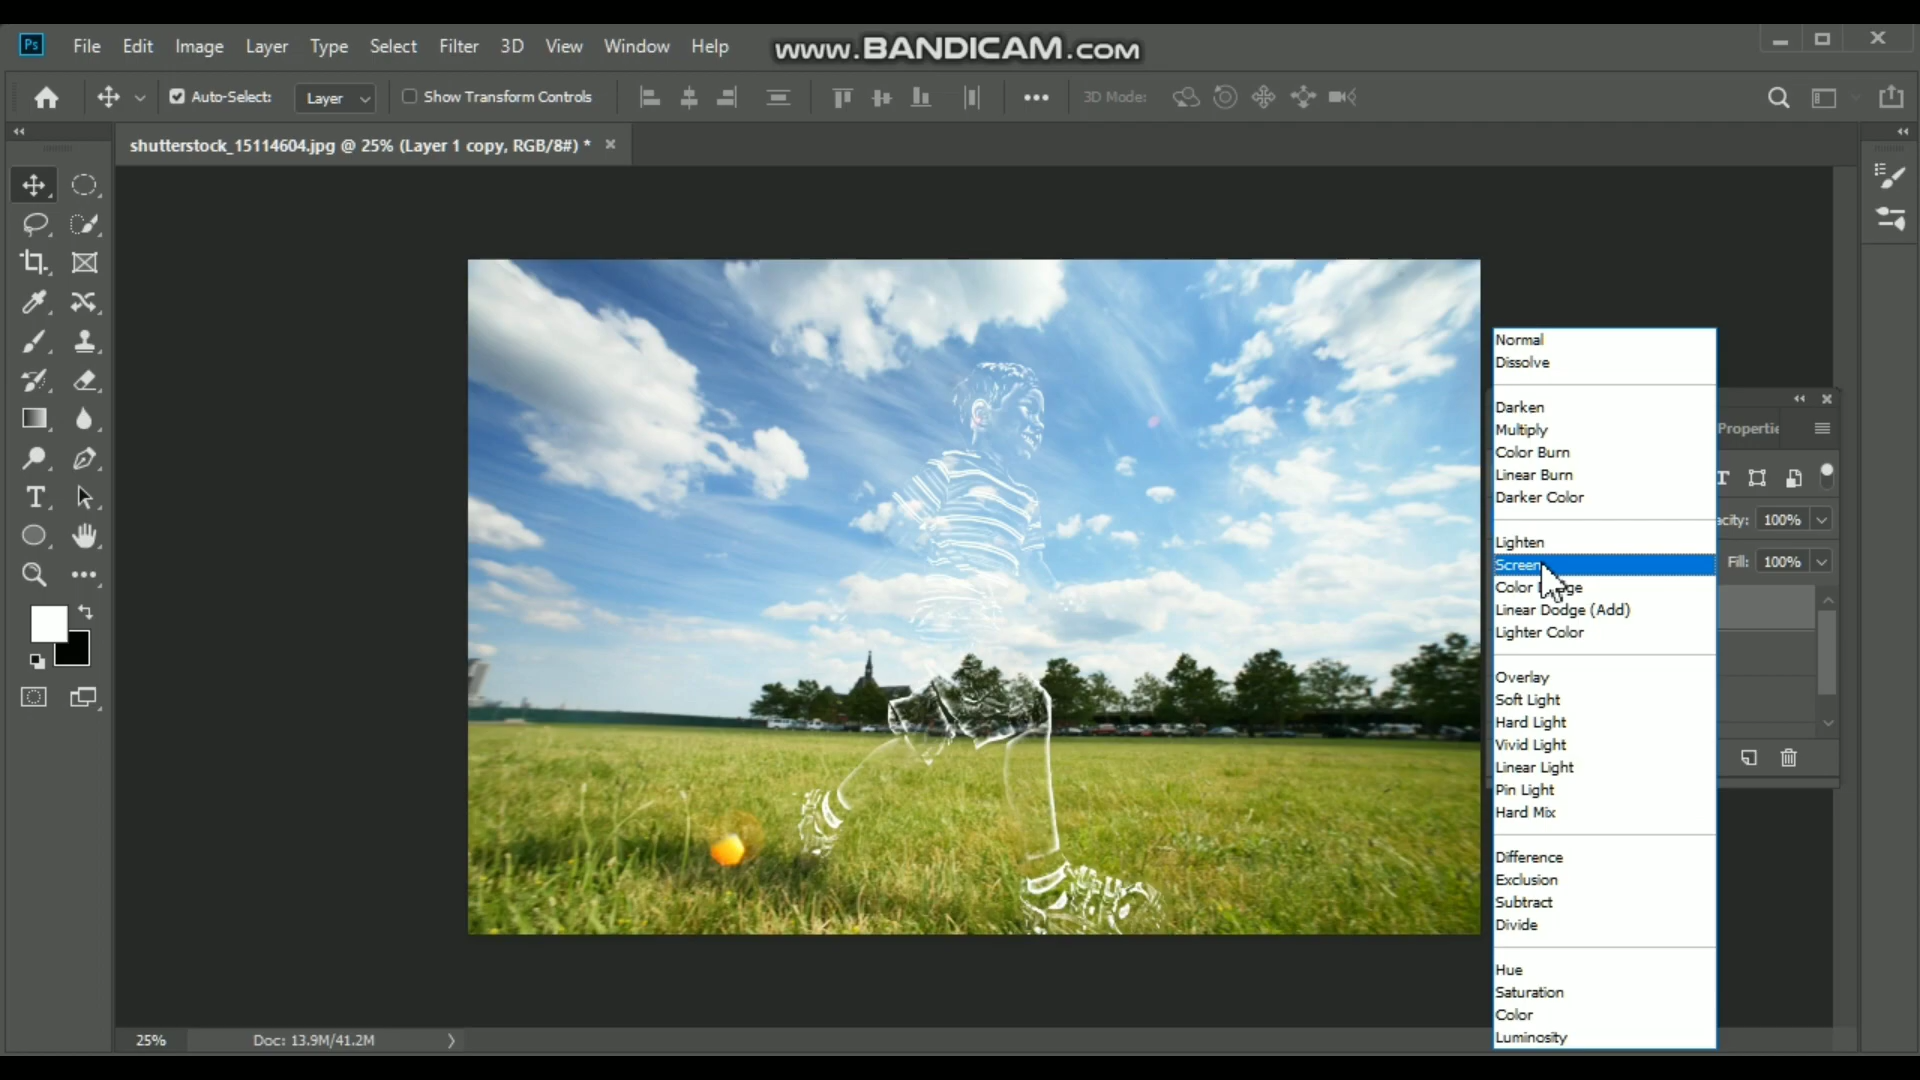 Ps
File Edit Image Layer Type Select Filter 3D View Window Help
www.BANDICAM.com
Auto-Select: Layer Show Transform Controls 3D Mode:
shutterstock_15114604.jpg @ 25% (Layer 1 copy, RGB/8#) *
Normal
Dissolve
Darken
Multiply
Color Burn
Linear Burn
Darker Color
Lighten
Screen
Linear Dodge (Add)
Lighter Color
Overlay
Soft Light
Hard Light
Vivid Light
Linear Light
Pin Light
Hard Mix
Difference
Exclusion
Subtract
Divide
Hue
Saturation
Color
Luminosity
Propertie
acity: 100%
Fill: 100%
25% Doc: 13.9M/41.2M